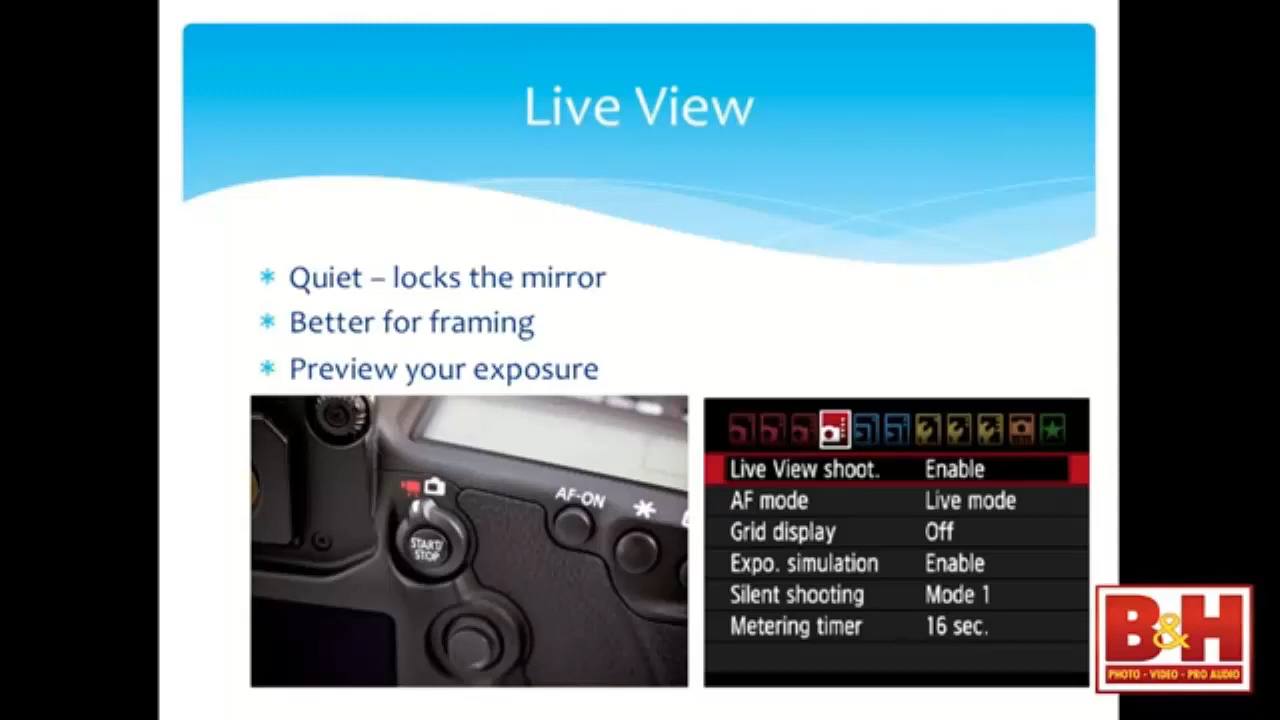 Live View
Quiet – locks the mirror
Better for framing
Preview your exposure
START/
STOP
AF-ON
Live View shoot. Enable
AF mode Live mode
Grid display Off
Expo. simulation Enable
Silent shooting Mode 1
Metering timer 16 sec.
B&H
PHOTO - VIDEO - PRO AUDIO